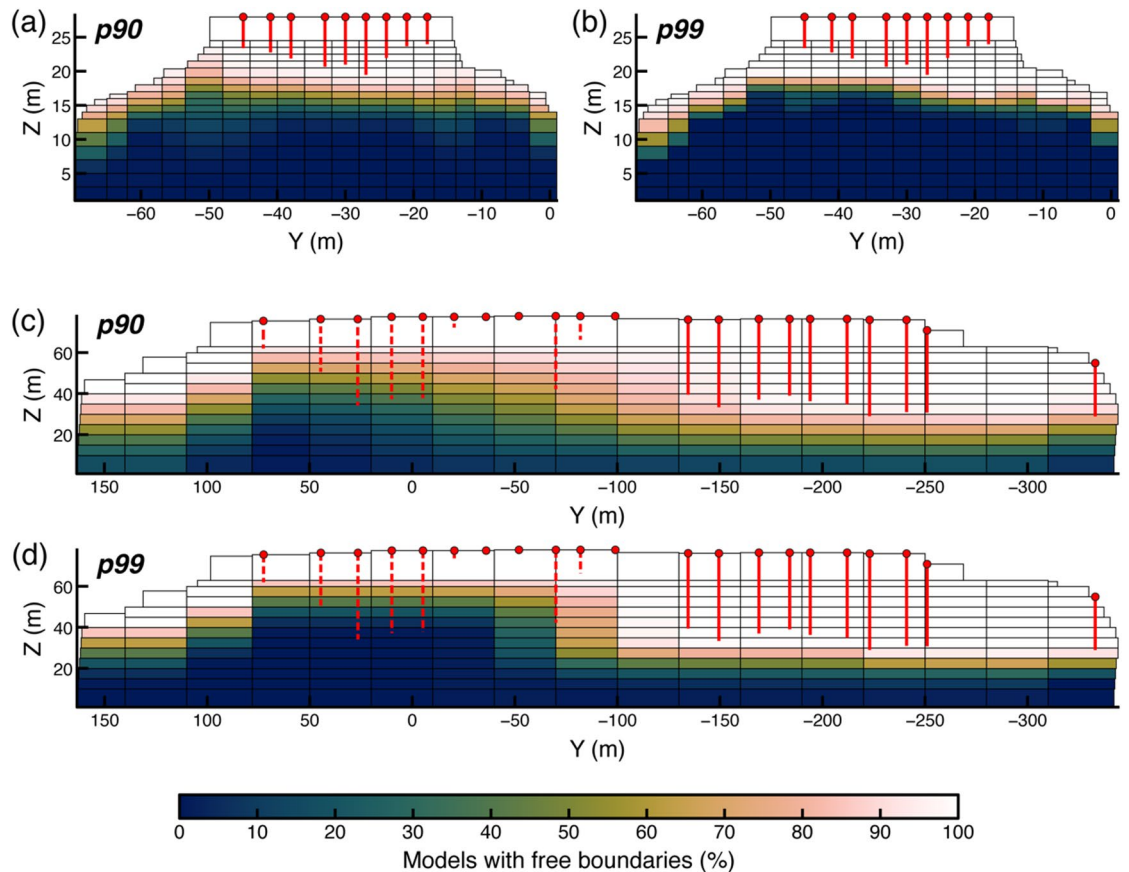 (a) p90
Z (m)
25
20
15
10
5
−60 −50 −40 −30 −20 −10 0
Y (m)
(b) p99
Z (m)
25
20
15
10
5
−60 −50 −40 −30 −20 −10 0
Y (m)
(c) p90
Z (m)
60
40
20
150 100 50 0 −50 −100 −150 −200 −250 −300
Y (m)
(d) p99
Z (m)
60
40
20
150 100 50 0 −50 −100 −150 −200 −250 −300
Y (m)
0 10 20 30 40 50 60 70 80 90 100
Models with free boundaries (%)